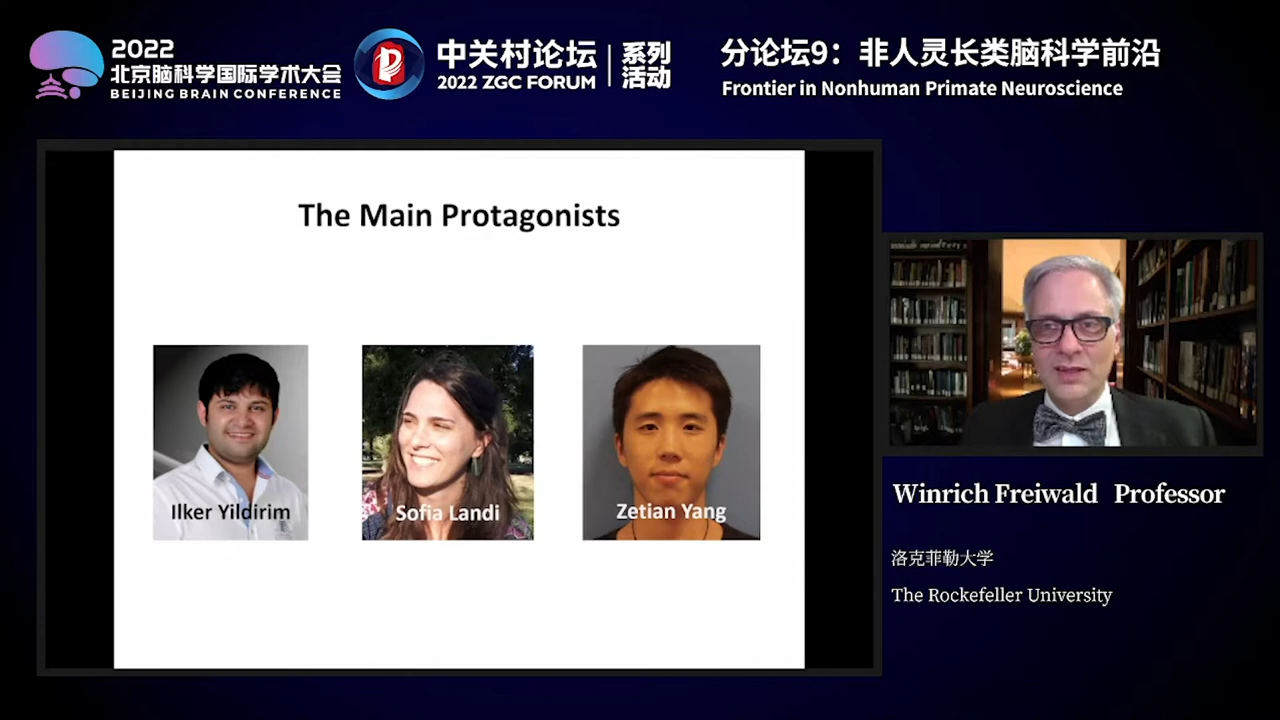 2022
北京脑科学国际学术大会
BEIJING BRAIN CONFERENCE
中关村论坛
2022 ZGC FORUM
系列
活动
分论坛9：非人灵长类脑科学前沿
Frontier in Nonhuman Primate Neuroscience
The Main Protagonists
Ilker Yildirim
Sofia Landi
Zetian Yang
Winrich Freiwald Professor
洛克菲勒大学
The Rockefeller University